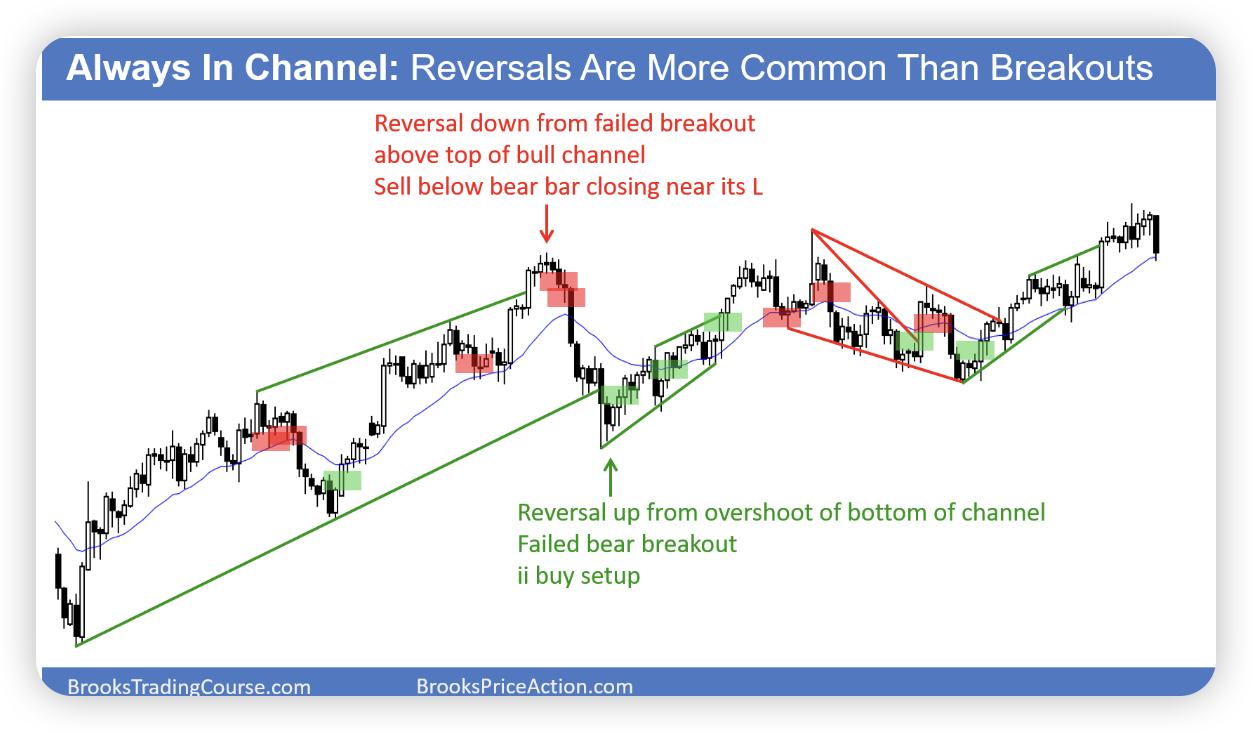 Always In Channel: Reversals Are More Common Than Breakouts
Reversal down from failed breakout
above top of bull channel
Sell below bear bar closing near its L
Reversal up from overshoot of bottom of channel
Failed bear breakout
ii buy setup
BrooksTradingCourse.com
BrooksPriceAction.com